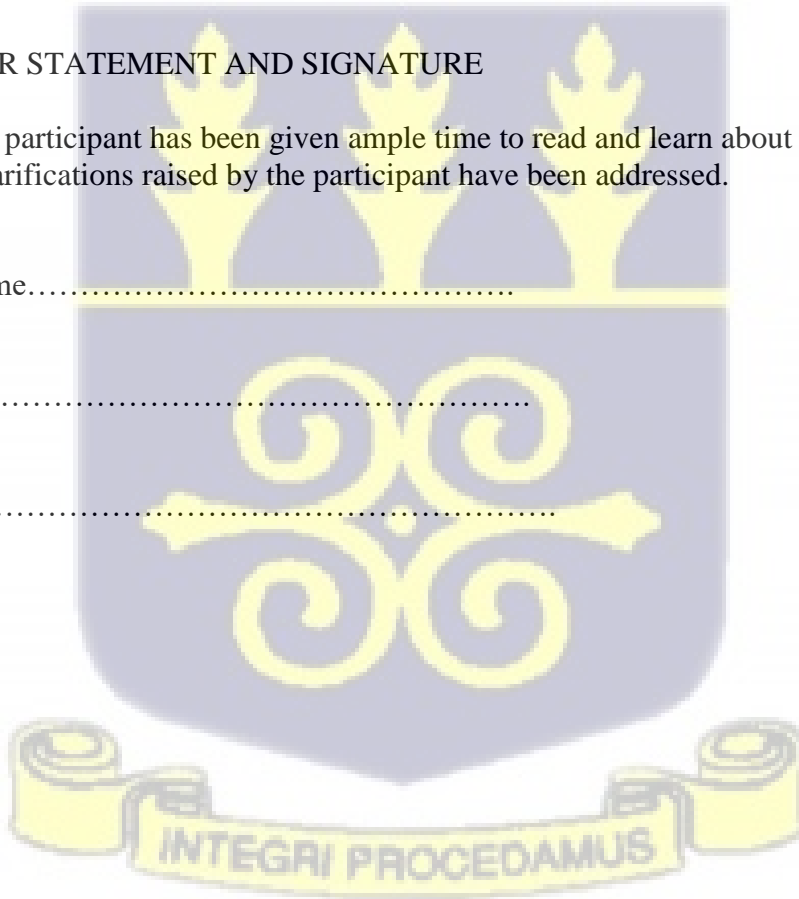 R STATEMENT AND SIGNATURE
participant has been given ample time to read and learn about
arifications raised by the participant have been addressed.
me…………………………………………….
……………………………………………….
……………………………………………….
INTEGRI PROCEDAMUS